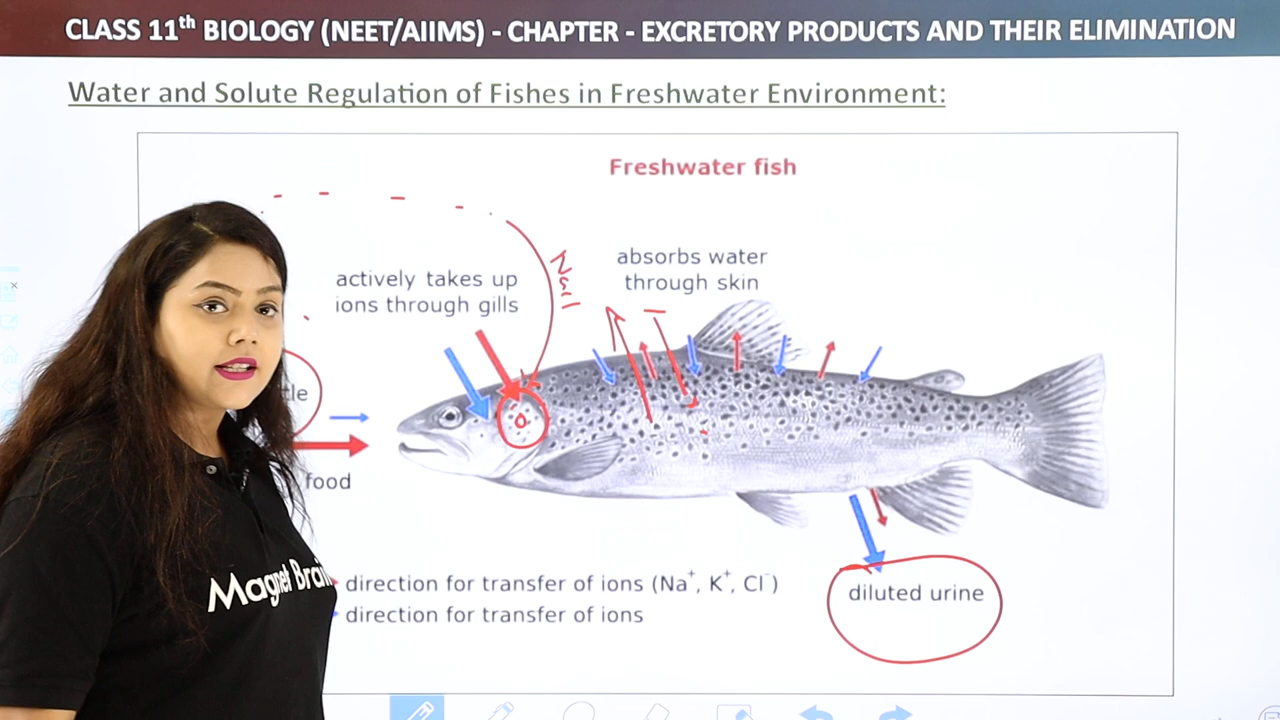 CLASS 11th BIOLOGY (NEET/AIIMS) - CHAPTER - EXCRETORY PRODUCTS AND THEIR ELIMINATION
Water and Solute Regulation of Fishes in Freshwater Environment:
Freshwater fish
absorbs water
through skin
NaCl
actively takes up
ions through gills
tle
food
diluted urine
direction for transfer of ions (Na+, K+, Cl-)
direction for transfer of ions
Magnet Brai